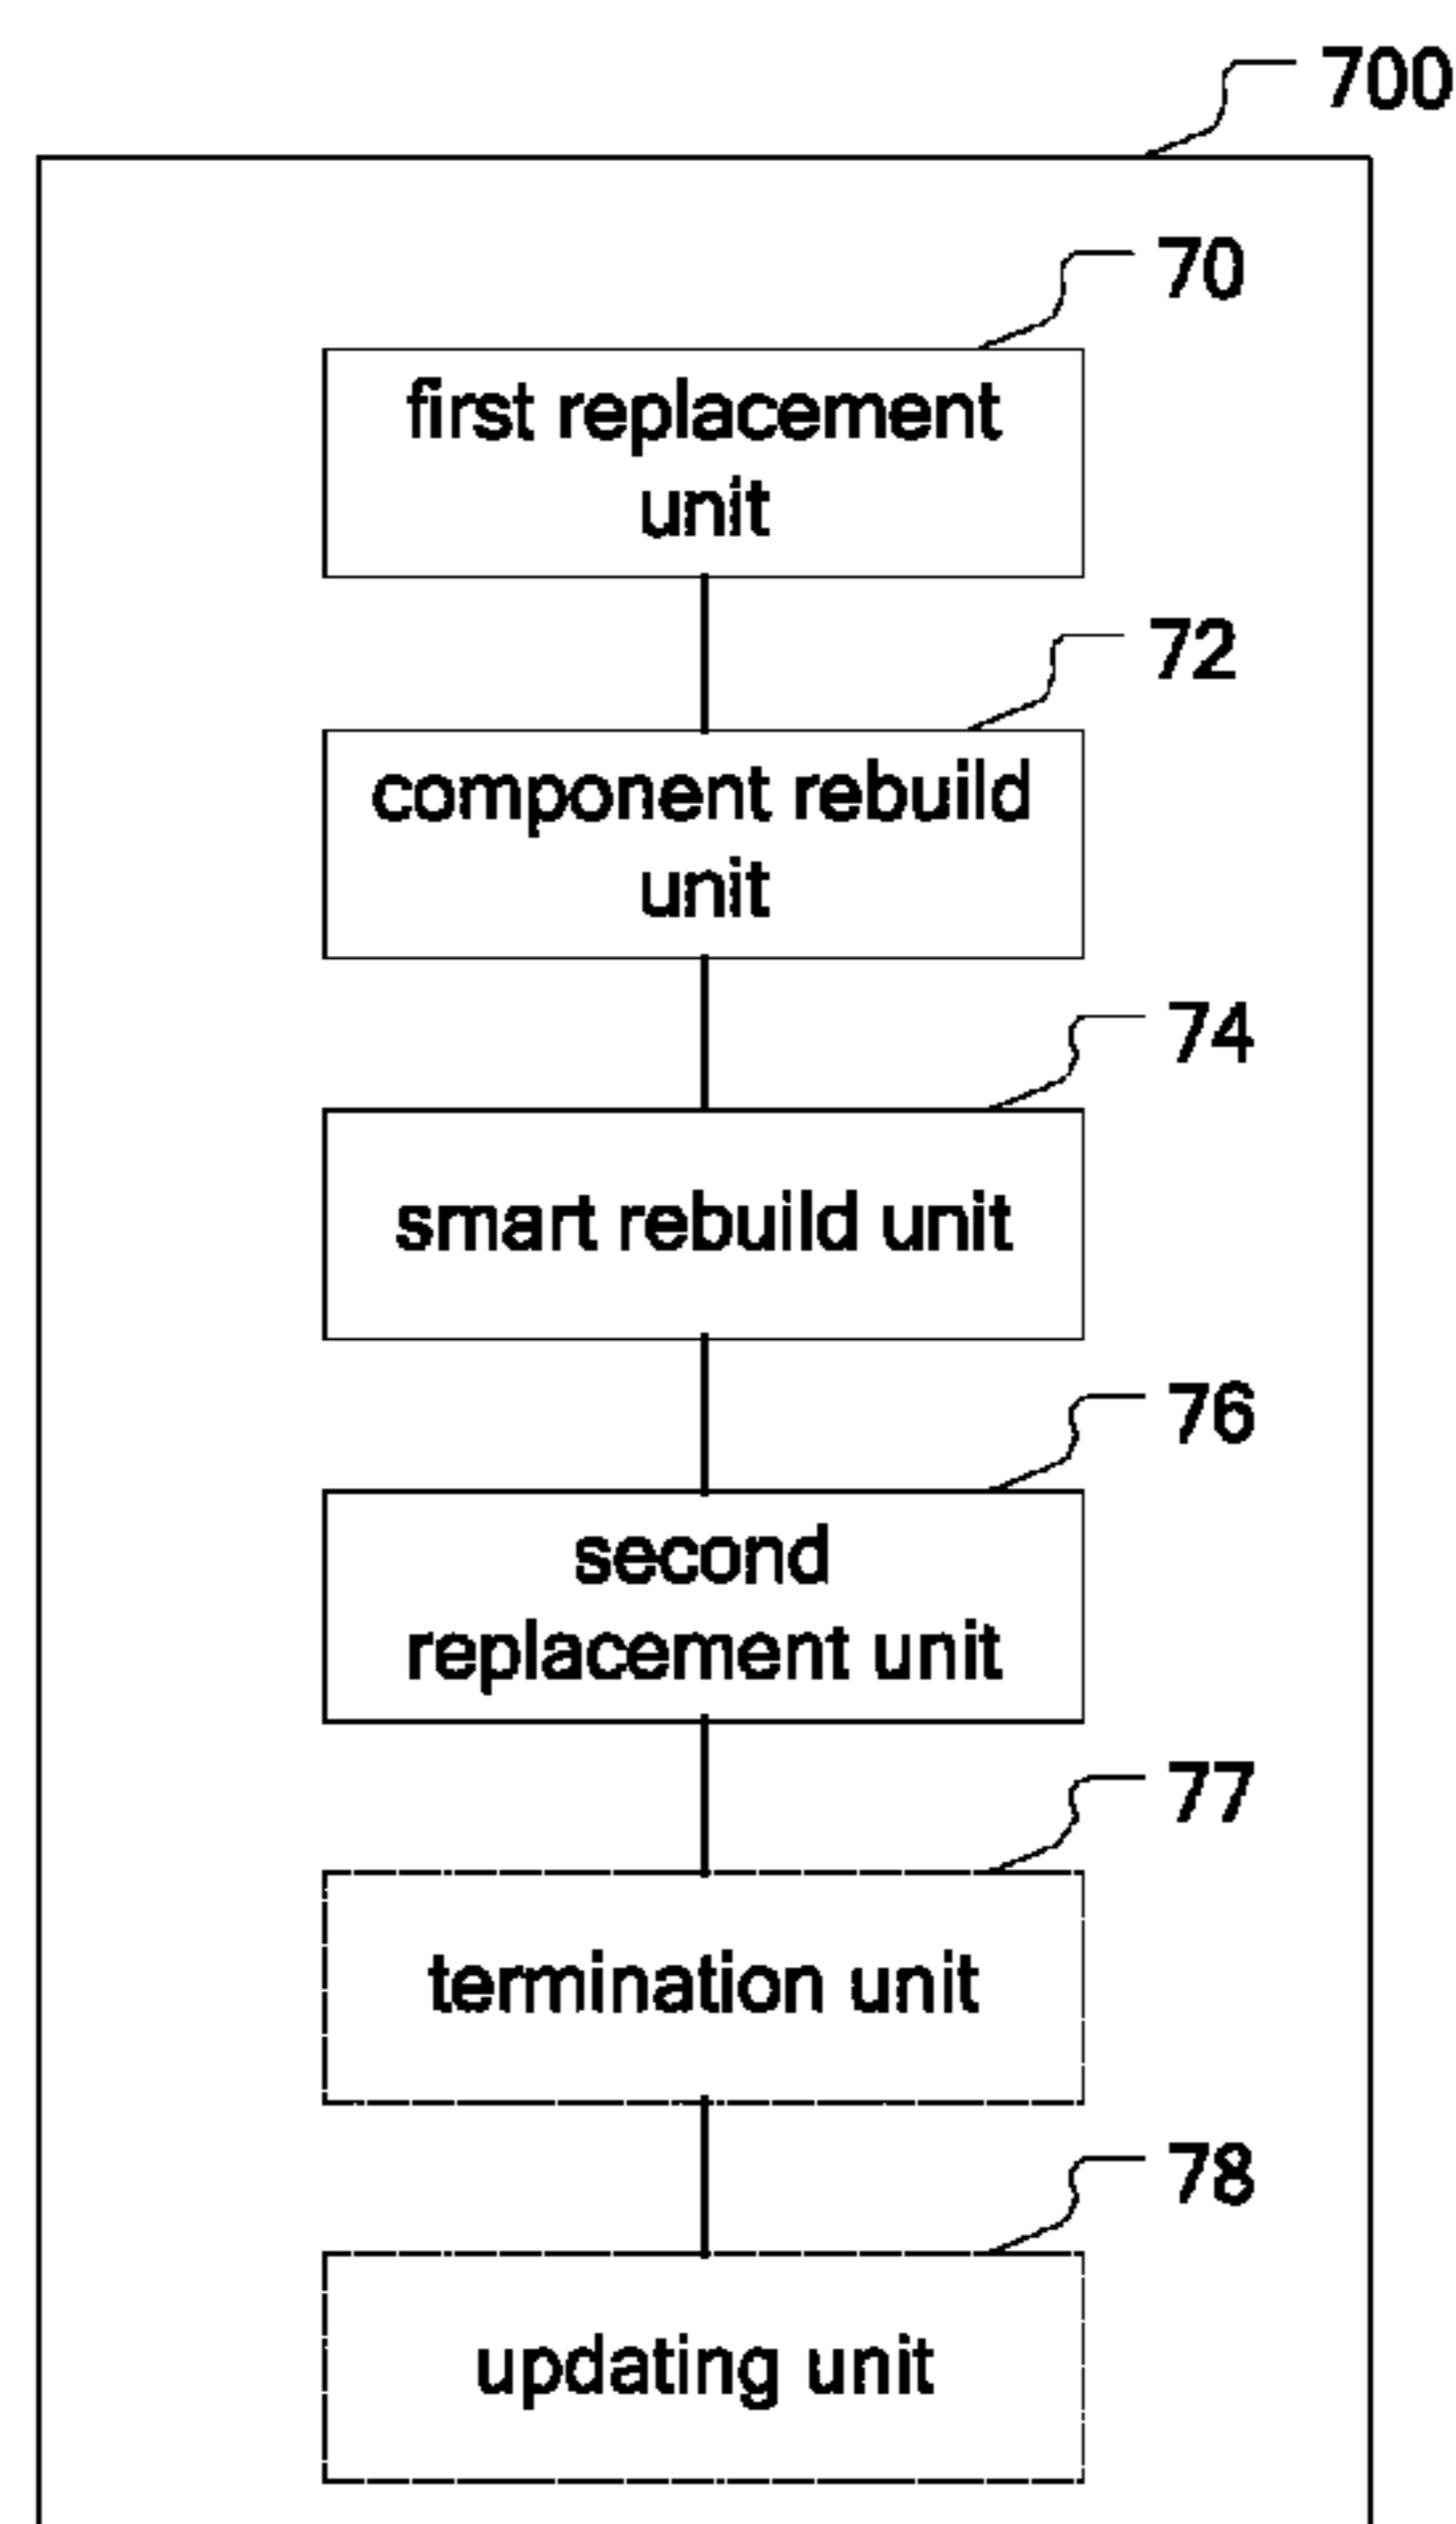 700
70
first replacement
unit
72
component rebuild
unit
74
smart rebuild unit
76
second
replacement unit
77
termination unit
78
updating unit